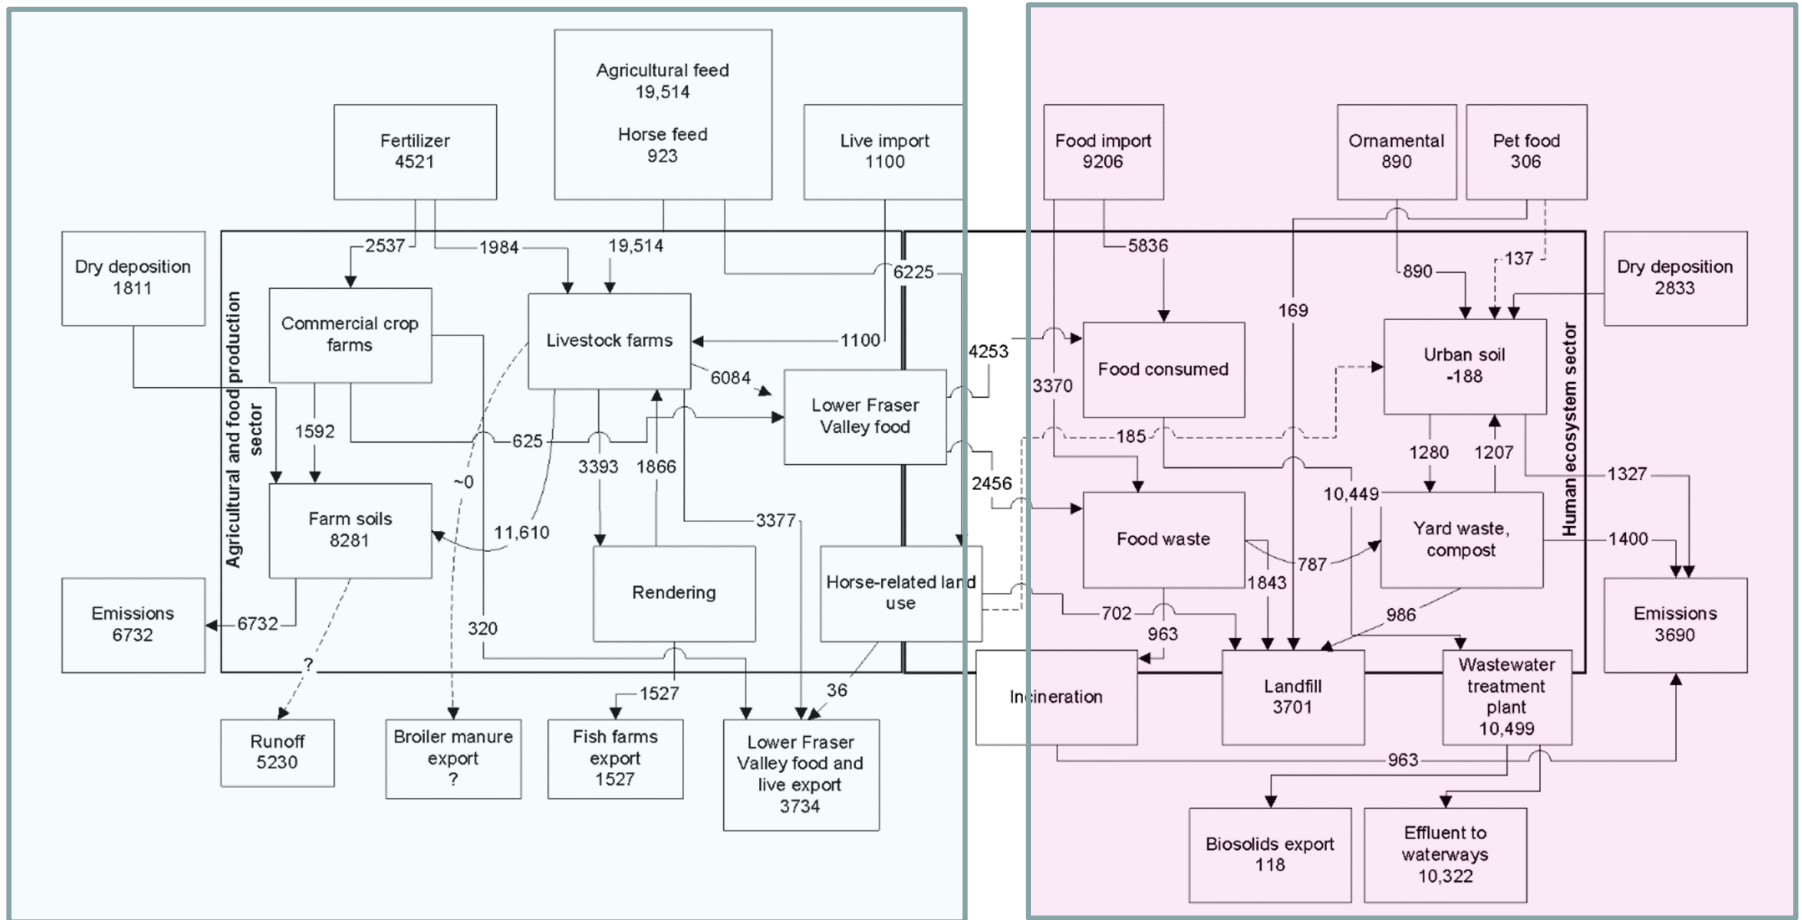 Agricultural feed
19,514
Horse feed
923
Fertilizer
4521
Live import
1100
Food import
9206
Ornamental
890
Pet food
306
Dry deposition
1811
2537
1984
19,514
6225
5836
890
137
Dry deposition
2833
Agricultural and food production
sector
Commercial crop
farms
Livestock farms
1100
4253
169
Food consumed
Urban soil
-188
Human ecosystem sector
6084
3370
Lower Fraser
Valley food
1592
625
185
3393
1866
1280
1207
~0
2456
10,449
1327
Farm soils
8281
11,610
3377
Food waste
787
Yard waste,
compost
1400
1843
Rendering
Horse-related land
use
702
986
Emissions
6732
6732
320
963
Emissions
3690
?
1527
36
Incineration
Landfill
3701
Wastewater
treatment
plant
10,499
Runoff
5230
Broiler manure
export
?
Fish farms
export
1527
Lower Fraser
Valley food and
live export
3734
963
Biosolids export
118
Effluent to
waterways
10,322